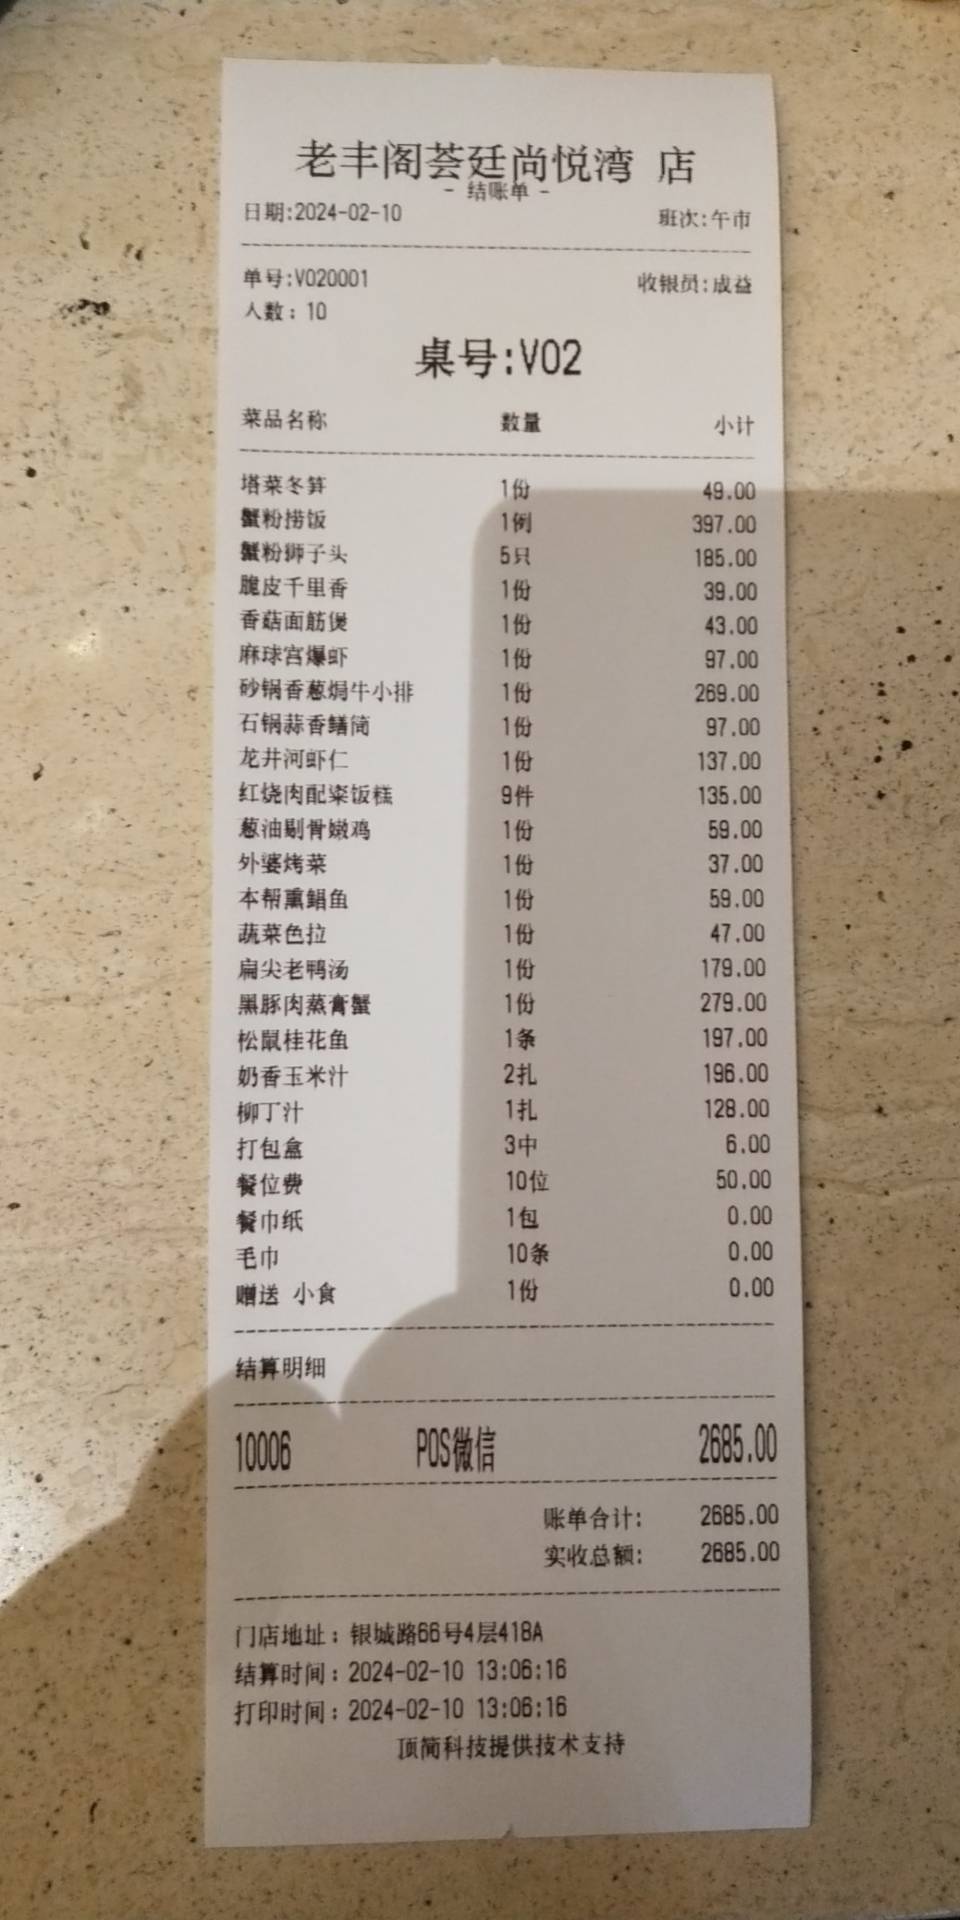 老丰阁荟廷尚悦湾 店
- 结账单 -
日期:2024-02-10 班次:午市
单号:V020001 收银员:成益
人数: 10
桌号:V02
菜品名称 数量 小计
塔菜冬笋 1份 49.00
蟹粉捞饭 1例 397.00
蟹粉狮子头 5只 185.00
脆皮千里香 1份 39.00
香菇面筋煲 1份 43.00
麻球宫爆虾 1份 97.00
砂锅香葱焗牛小排 1份 269.00
石锅蒜香鳝筒 1份 97.00
龙井河虾仁 1份 137.00
红烧肉配粢饭糕 9件 135.00
葱油剔骨嫩鸡 1份 59.00
外婆烤菜 1份 37.00
本帮熏鲳鱼 1份 59.00
蔬菜色拉 1份 47.00
扁尖老鸭汤 1份 179.00
黑豚肉蒸膏蟹 1份 279.00
松鼠桂花鱼 1条 197.00
奶香玉米汁 2扎 196.00
柳丁汁 1扎 128.00
打包盒 3中 6.00
餐位费 10位 50.00
餐巾纸 1包 0.00
毛巾 10条 0.00
赠送 小食 1份 0.00
结算明细
10006 POS微信 2685.00
账单合计: 2685.00
实收总额: 2685.00
门店地址: 银城路66号4层418A
结算时间: 2024-02-10 13:06:16
打印时间: 2024-02-10 13:06:16
顶简科技提供技术支持